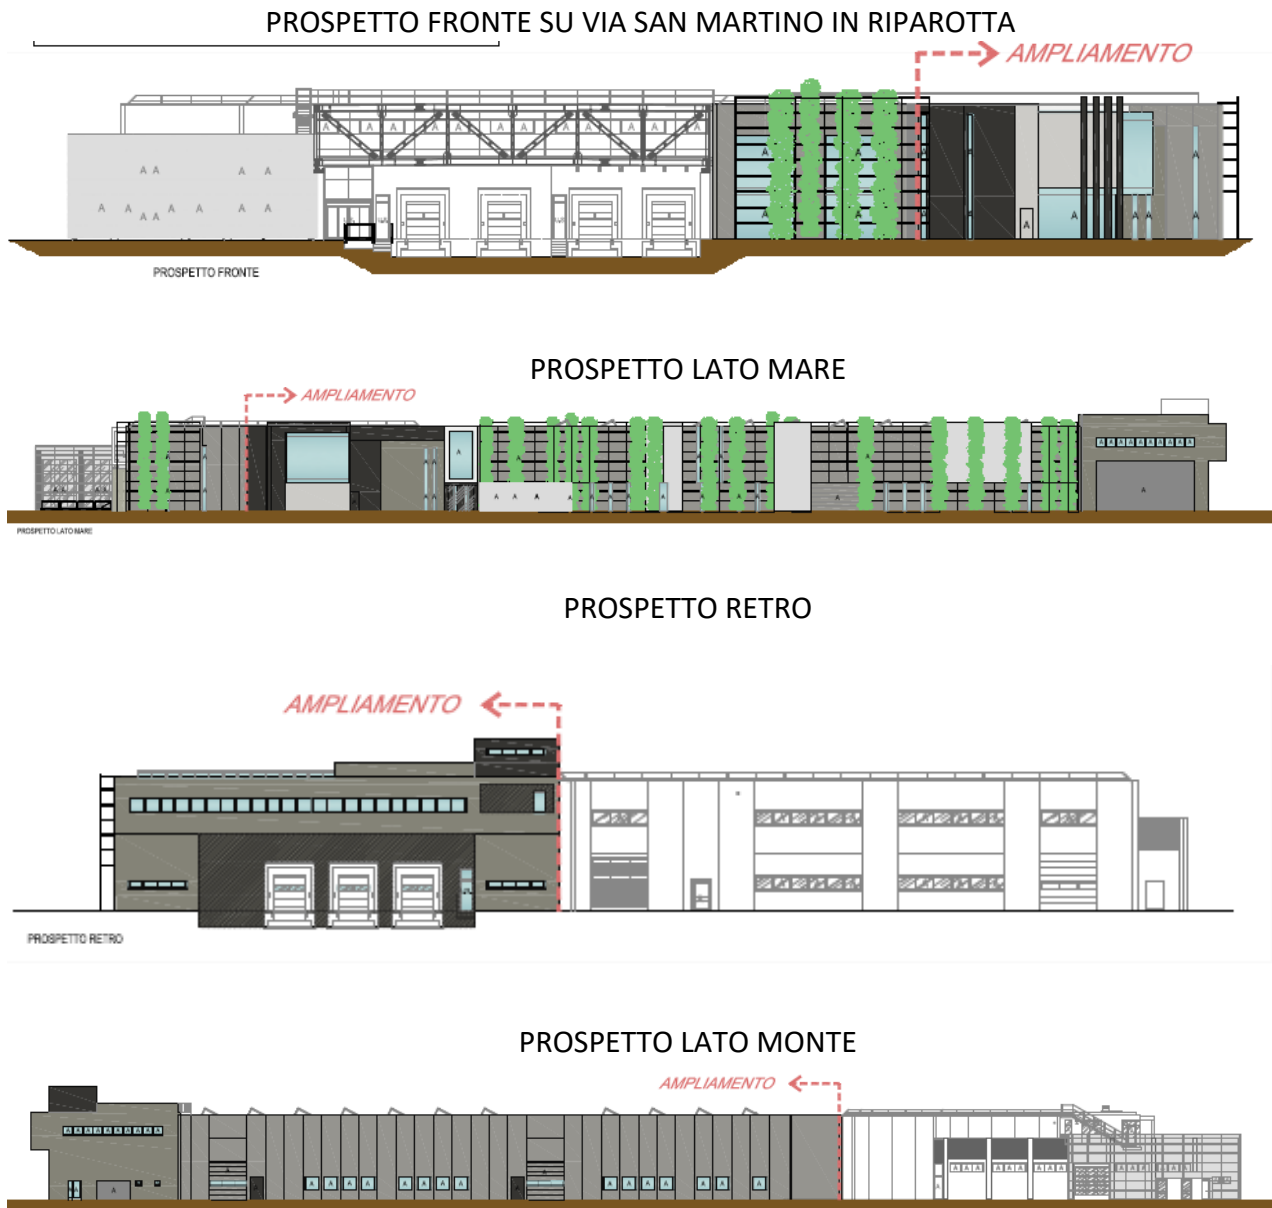 PROSPETTO FRONTE SU VIA SAN MARTINO IN RIPAROTTA
AMPLIAMENTO
PROSPETTO FRONTE
PROSPETTO LATO MARE
AMPLIAMENTO
PROSPETTO LATO MARE
PROSPETTO RETRO
AMPLIAMENTO
PROSPETTO RETRO
PROSPETTO LATO MONTE
AMPLIAMENTO